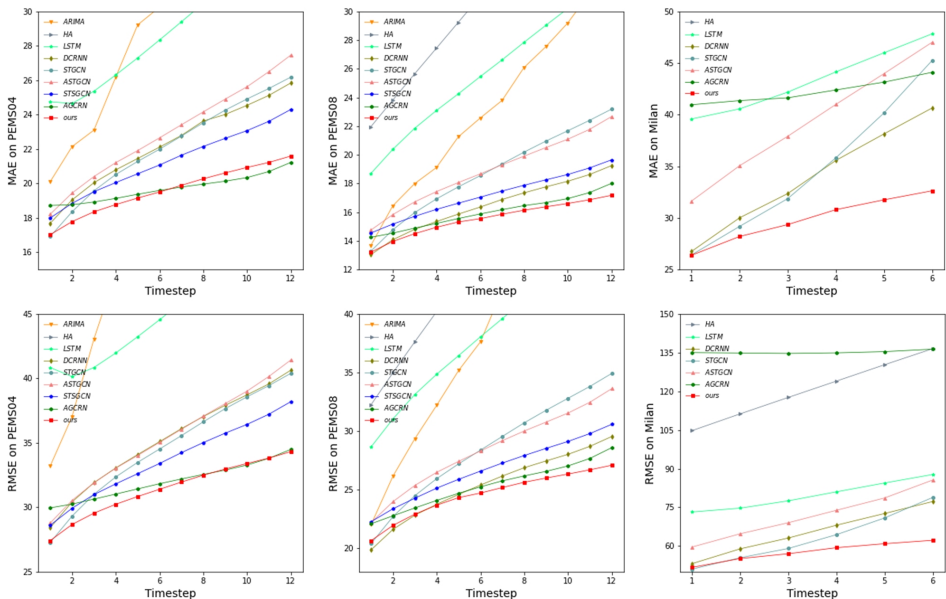 MAE on PEMS04
30
28
26
24
22
20
18
16
2 4 6 8 10 12
Timestep
ARIMA
HA
LSTM
DCRNN
STGCN
ASTGCN
STSGCN
AGCRN
ours
MAE on PEMS08
30
28
26
24
22
20
18
16
14
12
2 4 6 8 10 12
Timestep
ARIMA
HA
LSTM
DCRNN
STGCN
ASTGCN
STSGCN
AGCRN
ours
MAE on Milan
50
45
40
35
30
25
1 2 3 4 5 6
Timestep
HA
LSTM
DCRNN
STGCN
ASTGCN
AGCRN
ours
RMSE on PEMS04
45
40
35
30
25
2 4 6 8 10 12
Timestep
ARIMA
HA
LSTM
DCRNN
STGCN
ASTGCN
STSGCN
AGCRN
ours
RMSE on PEMS08
40
35
30
25
20
2 4 6 8 10 12
Timestep
ARIMA
HA
LSTM
DCRNN
STGCN
ASTGCN
STSGCN
AGCRN
ours
RMSE on Milan
150
135
120
105
90
75
60
1 2 3 4 5 6
Timestep
HA
LSTM
DCRNN
STGCN
ASTGCN
AGCRN
ours